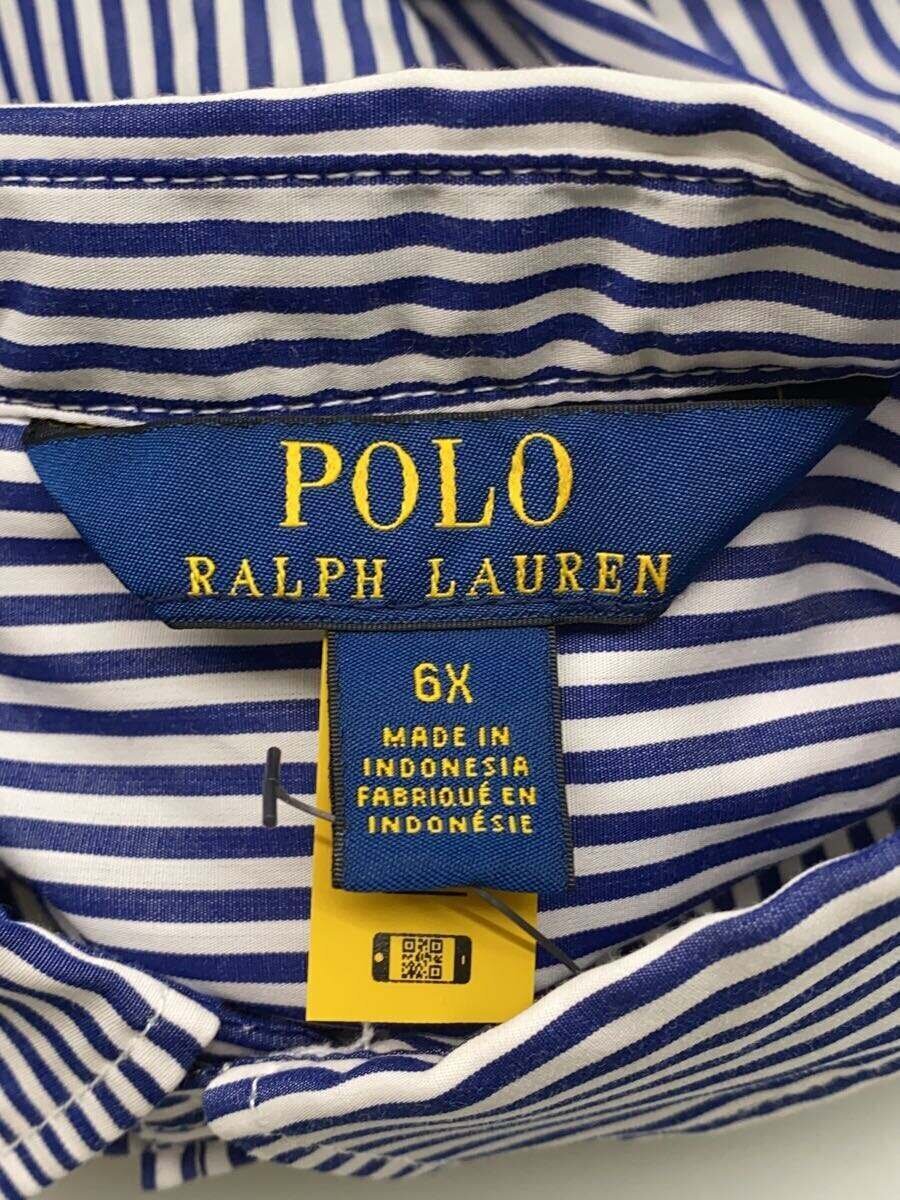 POLO
RALPH LAUREN
6X
MADE IN
INDONESIA
FABRIQUÉ EN
INDONÉSIE